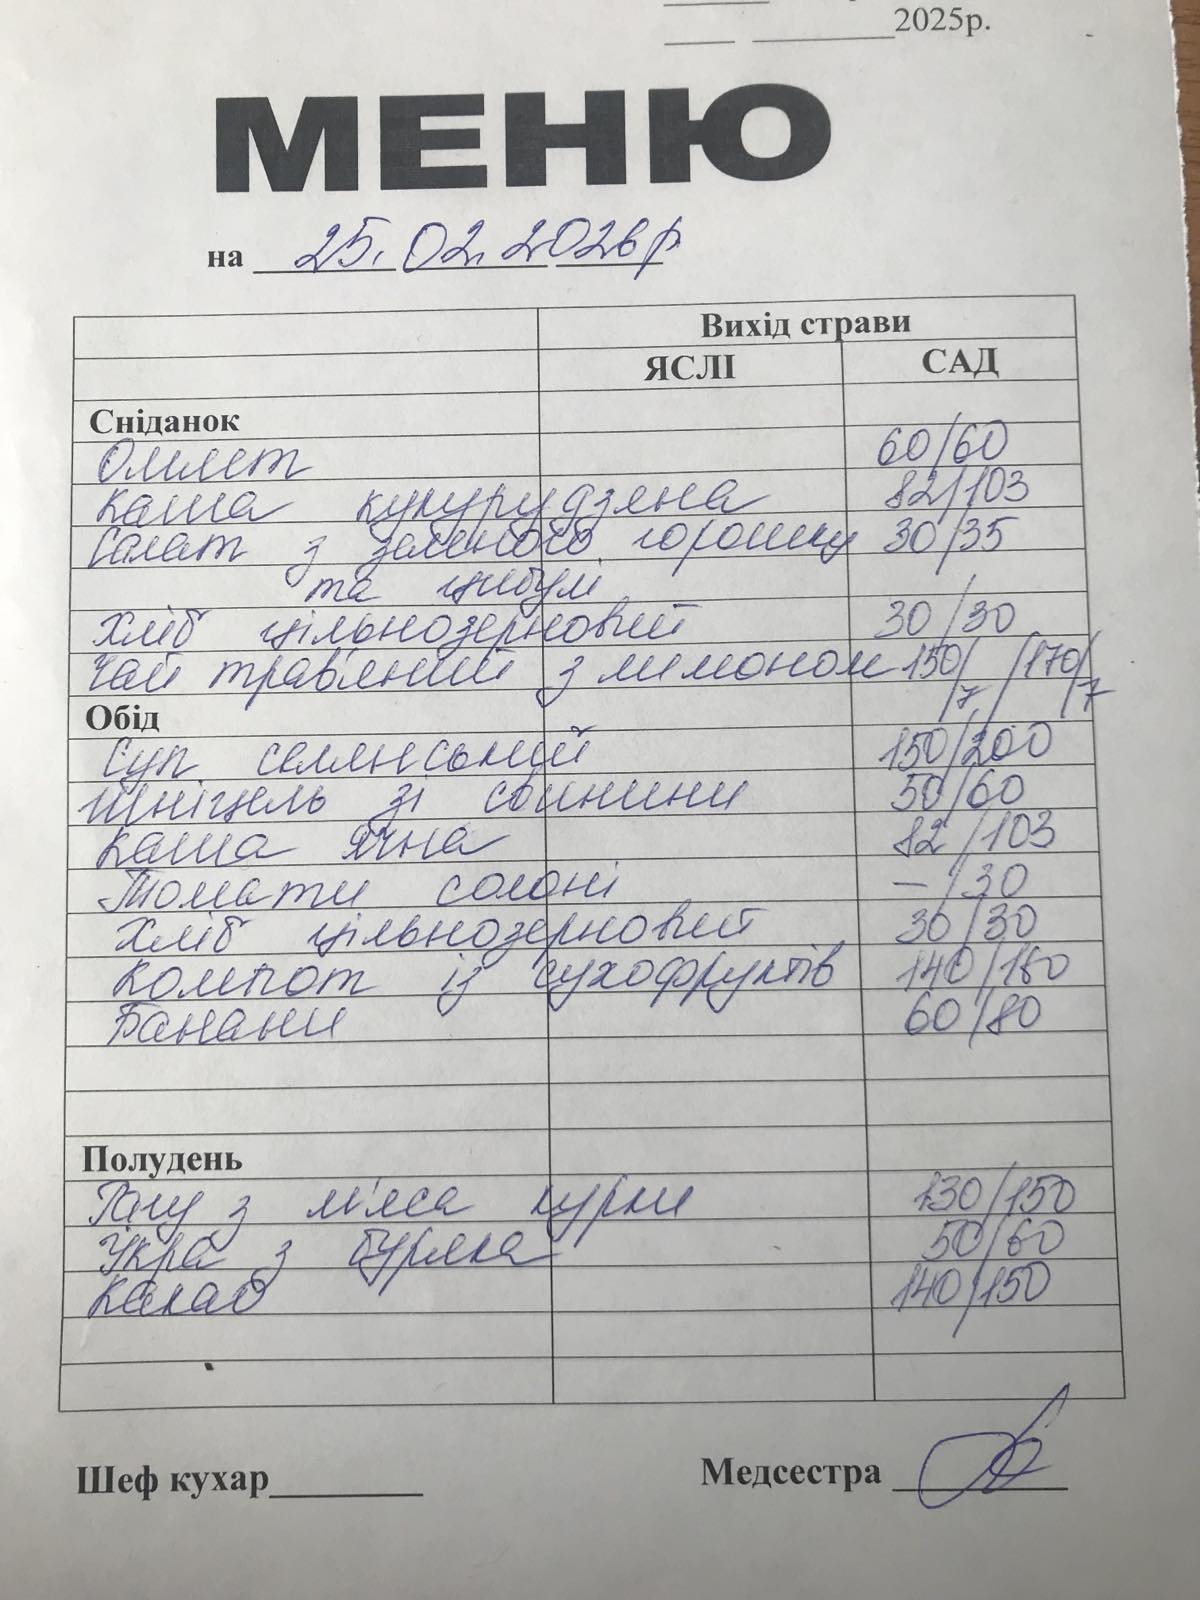 2025р.
МЕНЮ
на 25.02.2026р
Вихід страви
ЯСЛІ САД
Сніданок
Омлет 60/60
Каша кукурудзяна 82/103
Салат з зеленого горошку 30/35
та цибулі
Хліб цільнозерновий 30/30
Чай трав'яний з лимоном 150/7/170/7
Обід
Суп селянський 150/200
Шніцель зі свинини 50/60
Каша ячна 82/103
Томати солоні –/30
Хліб цільнозерновий 30/30
Компот із сухофруктів 140/180
Банани 60/80
Полудень
Рагу з м'яса курки 130/150
Ікра з буряка 50/60
Какао 140/150
Шеф кухар Медсестра